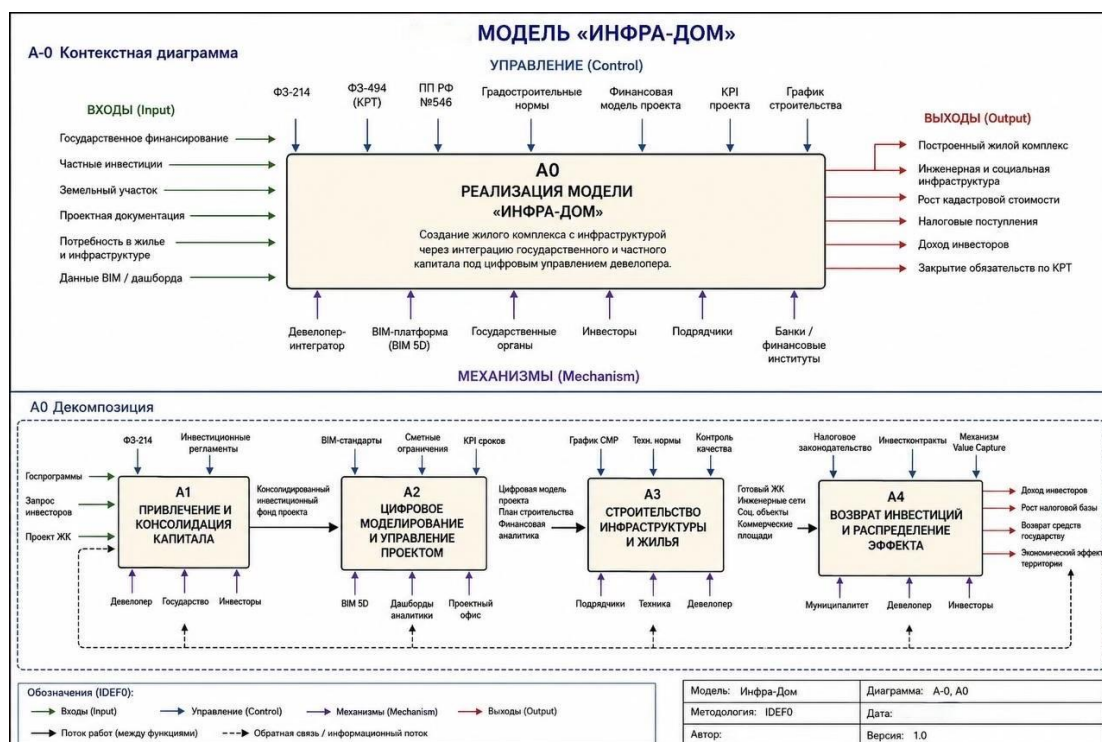 МОДЕЛЬ «ИНФРА-ДОМ»
А-0 Контекстная диаграмма
УПРАВЛЕНИЕ (Control)
ФЗ-214
ФЗ-494
(КРТ)
ПП РФ
№546
Градостроительные
нормы
Финансовая
модель проекта
KPI
проекта
График
строительства
ВХОДЫ (Input)
Государственное финансирование
Частные инвестиции
Земельный участок
Проектная документация
Потребность в жилье
и инфраструктуре
Данные BIM / дашборда
А0
РЕАЛИЗАЦИЯ МОДЕЛИ
«ИНФРА-ДОМ»
Создание жилого комплекса с инфраструктурой
через интеграцию государственного и частного
капитала под цифровым управлением девелопера.
ВЫХОДЫ (Output)
Построенный жилой комплекс
Инженерная и социальная
инфраструктура
Рост кадастровой стоимости
Налоговые поступления
Доход инвесторов
Закрытие обязательств по КРТ
Девелопер-
интегратор
BIM-платформа
(BIM 5D)
Государственные
органы
Инвесторы
Подрядчики
Банки /
финансовые
институты
МЕХАНИЗМЫ (Mechanism)
А0 Декомпозиция
ФЗ-214
Инвестиционные
регламенты
Госпрограммы
Запрос
инвесторов
Проект ЖК
А1
ПРИВЛЕЧЕНИЕ И
КОНСОЛИДАЦИЯ
КАПИТАЛА
Девелопер
Государство
Инвесторы
Консолидированный
инвестиционный
фонд проекта
BIM-стандарты
Сметные
ограничения
KPI сроков
А2
ЦИФРОВОЕ
МОДЕЛИРОВАНИЕ
И УПРАВЛЕНИЕ
ПРОЕКТОМ
BIM 5D
Дашборды
аналитики
Проектный
офис
Цифровая модель
проекта
План строительства
Финансовая
аналитика
График СМР
Техн. нормы
Контроль
качества
А3
СТРОИТЕЛЬСТВО
ИНФРАСТРУКТУРЫ
И ЖИЛЬЯ
Подрядчики
Техника
Девелопер
Готовый ЖК
Инженерные сети
Соц. объекты
Коммерческие
площади
Налоговое
законодательство
Инвестконтракты
Механизм
Value Capture
А4
ВОЗВРАТ ИНВЕСТИЦИЙ
И РАСПРЕДЕЛЕНИЕ
ЭФФЕКТА
Муниципалитет
Девелопер
Инвесторы
Доход инвесторов
Рост налоговой базы
Возврат средств
государству
Экономический эффект
территории
Обозначения (IDEF0):
Входы (Input)
Управление (Control)
Механизмы (Mechanism)
Выходы (Output)
Поток работ (между функциями)
Обратная связь / информационный поток
Модель: Инфра-Дом
Диаграмма: А-0, А0
Методология: IDEF0
Дата:
Автор:
Версия: 1.0